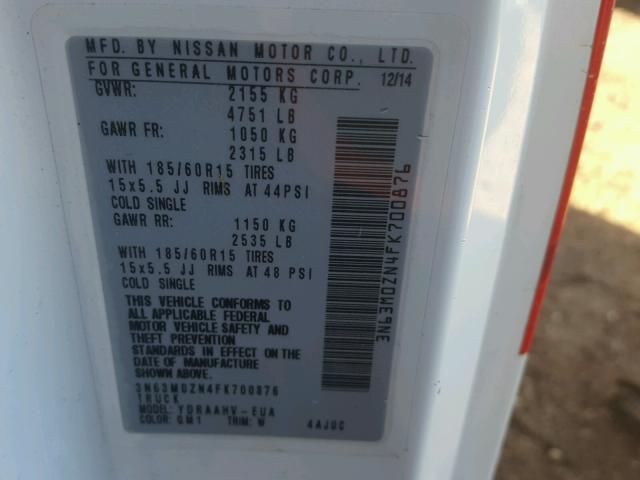 MFD. BY NISSAN MOTOR CO., LTD.
FOR GENERAL MOTORS CORP. 12/14
GVWR: 2155 KG
4751 LB
GAWR FR: 1050 KG
2315 LB
WITH 185/60R15 TIRES
15x5.5 JJ RIMS AT 44PSI
COLD SINGLE
GAWR RR: 1150 KG
2535 LB
WITH 185/60R15 TIRES
15x5.5 JJ RIMS AT 48 PSI
COLD SINGLE
THIS VEHICLE CONFORMS TO
ALL APPLICABLE FEDERAL
MOTOR VEHICLE SAFETY AND
THEFT PREVENTION
STANDARDS IN EFFECT ON THE
DATE OF MANUFACTURE
SHOWN ABOVE.
3N63M0ZN4FK700876
TRUCK
MODEL: YDRAAHV-EUA
COLOR: GM1 TRIM: W 4AJ0C
3N63M0ZN4FK700876